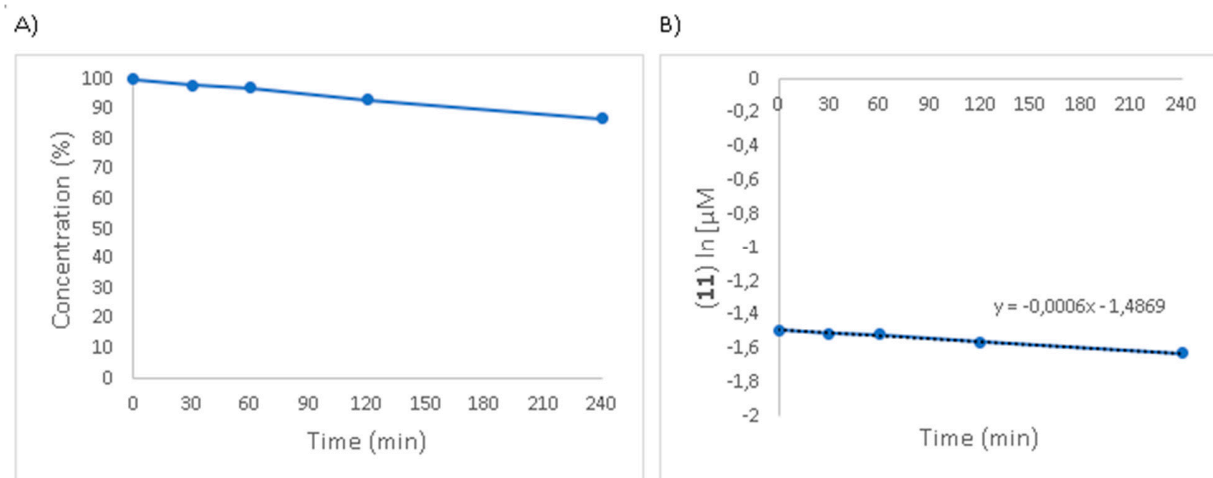 A)
100
90
80
70
60
50
40
30
20
10
0
Concentration (%)
0 30 60 90 120 150 180 210 240
Time (min)
B)
0
-0,2
-0,4
-0,6
-0,8
-1
-1,2
-1,4
-1,6
-1,8
-2
(11) ln [µM
0 30 60 90 120 150 180 210 240
y = -0,0006x - 1,4869
Time (min)